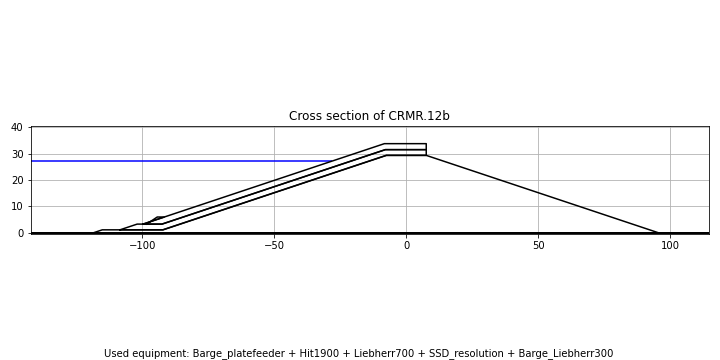 Cross section of CRMR.12b
40
30
20
10
0
−100 −50 0 50 100
Used equipment: Barge_platefeeder + Hit1900 + Liebherr700 + SSD_resolution + Barge_Liebherr300